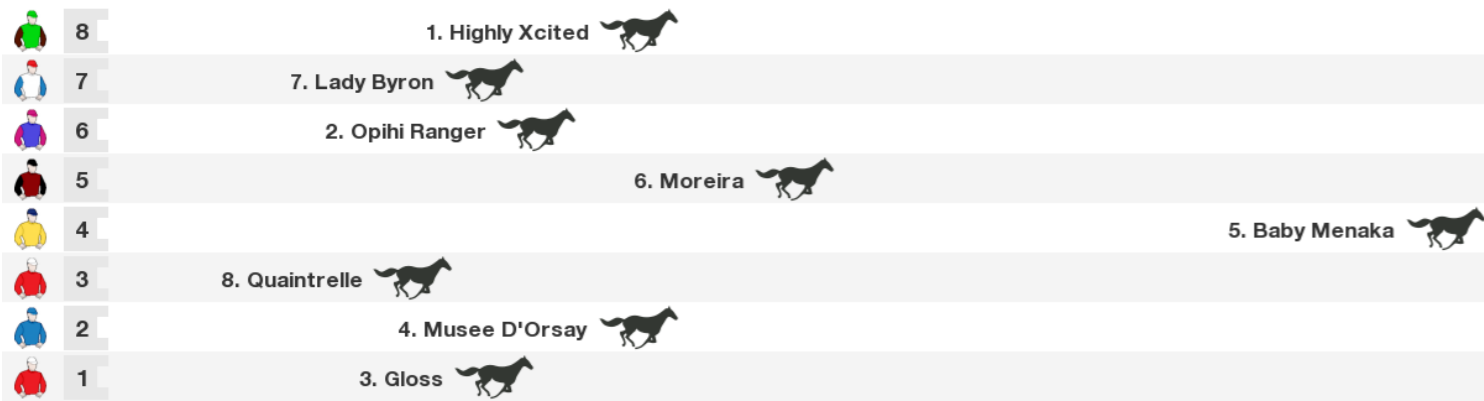 8 1. Highly Xcited
7 7. Lady Byron
6 2. Opihi Ranger
5 6. Moreira
4 5. Baby Menaka
3 8. Quaintrelle
2 4. Musee D'Orsay
1 3. Gloss